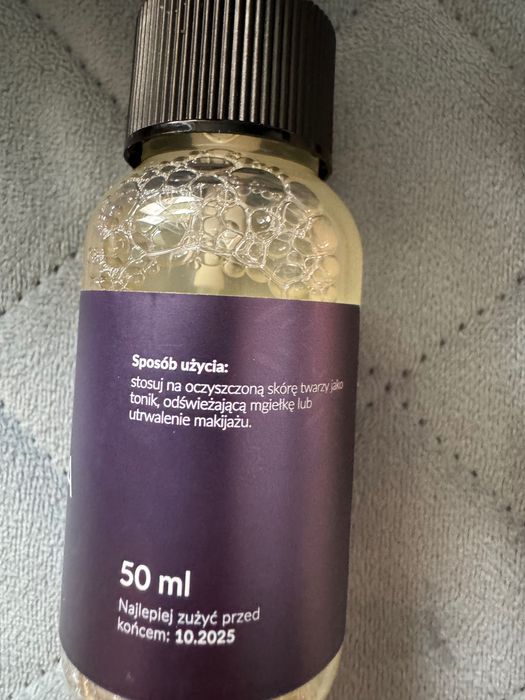 Sposób użycia:
stosuj na oczyszczoną skórę twarzy jako
tonik, odświeżającą mgiełkę lub
utrwalenie makijażu.
50 ml
Najlepiej zużyć przed
końcem: 10.2025